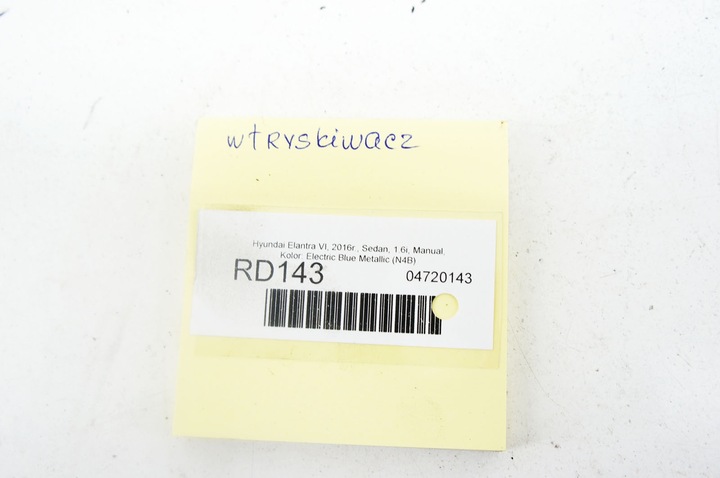 wtryskiwacz
Hyundai Elantra VI, 2016r., Sedan, 1.6i, Manual,
Kolor: Electric Blue Metallic (N4B)
RD143 04720143